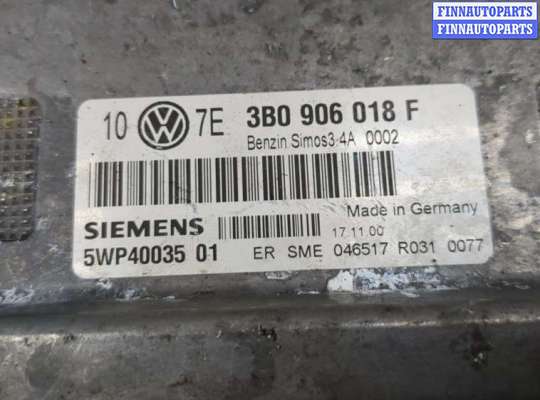 FINNAUTOPARTS
FINNAUTOPARTS
10 VW 7E 3B0 906 018 F
Benzin Simos3.4A 0002
Made in Germany
SIEMENS 17.11.00
5WP40035 01 ER SME 046517 R031 0077